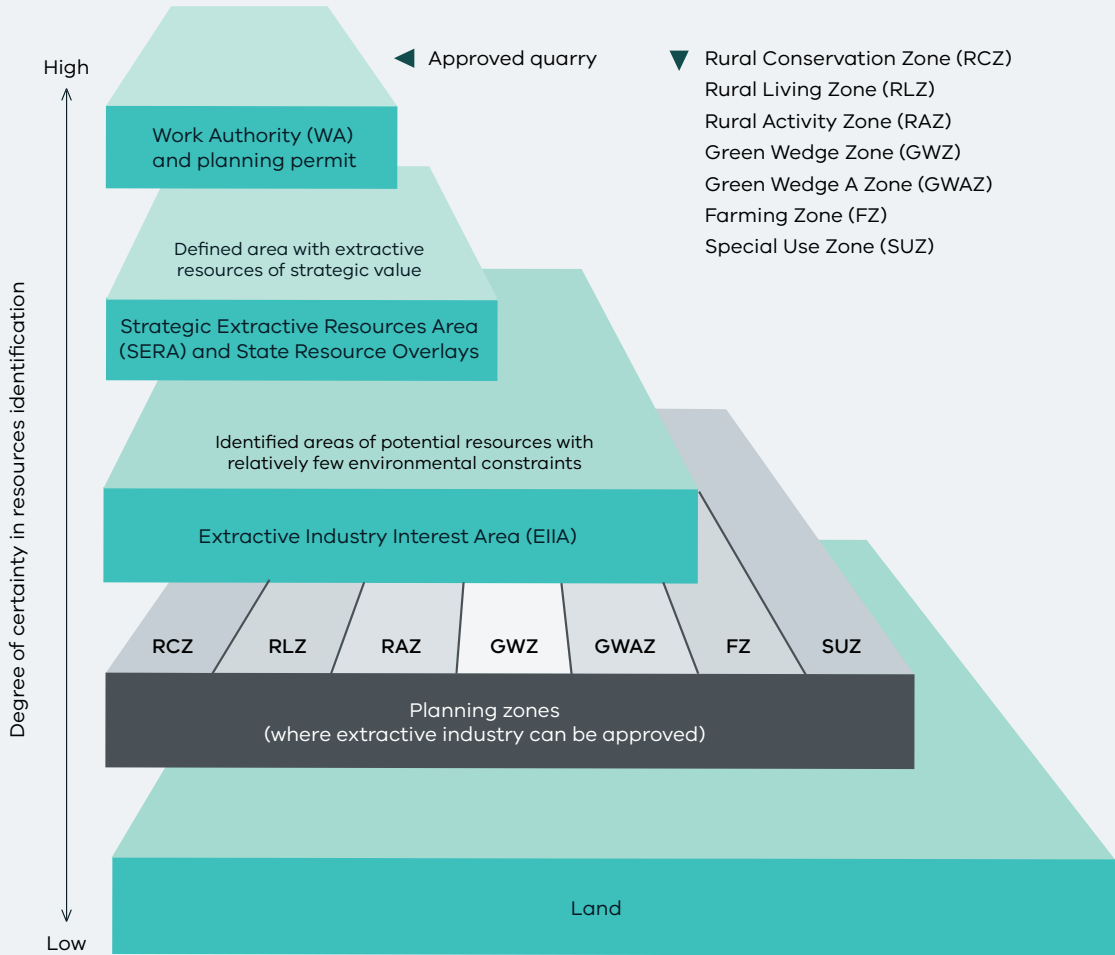 High
Approved quarry
Rural Conservation Zone (RCZ)
Rural Living Zone (RLZ)
Rural Activity Zone (RAZ)
Green Wedge Zone (GWZ)
Green Wedge A Zone (GWAZ)
Farming Zone (FZ)
Special Use Zone (SUZ)
Work Authority (WA)
and planning permit
Defined area with extractive
resources of strategic value
Strategic Extractive Resources Area
(SERA) and State Resource Overlays
Identified areas of potential resources with
relatively few environmental constraints
Extractive Industry Interest Area (EIIA)
RCZ RLZ RAZ GWZ GWAZ FZ SUZ
Planning zones
(where extractive industry can be approved)
Land
Low
Degree of certainty in resources identification